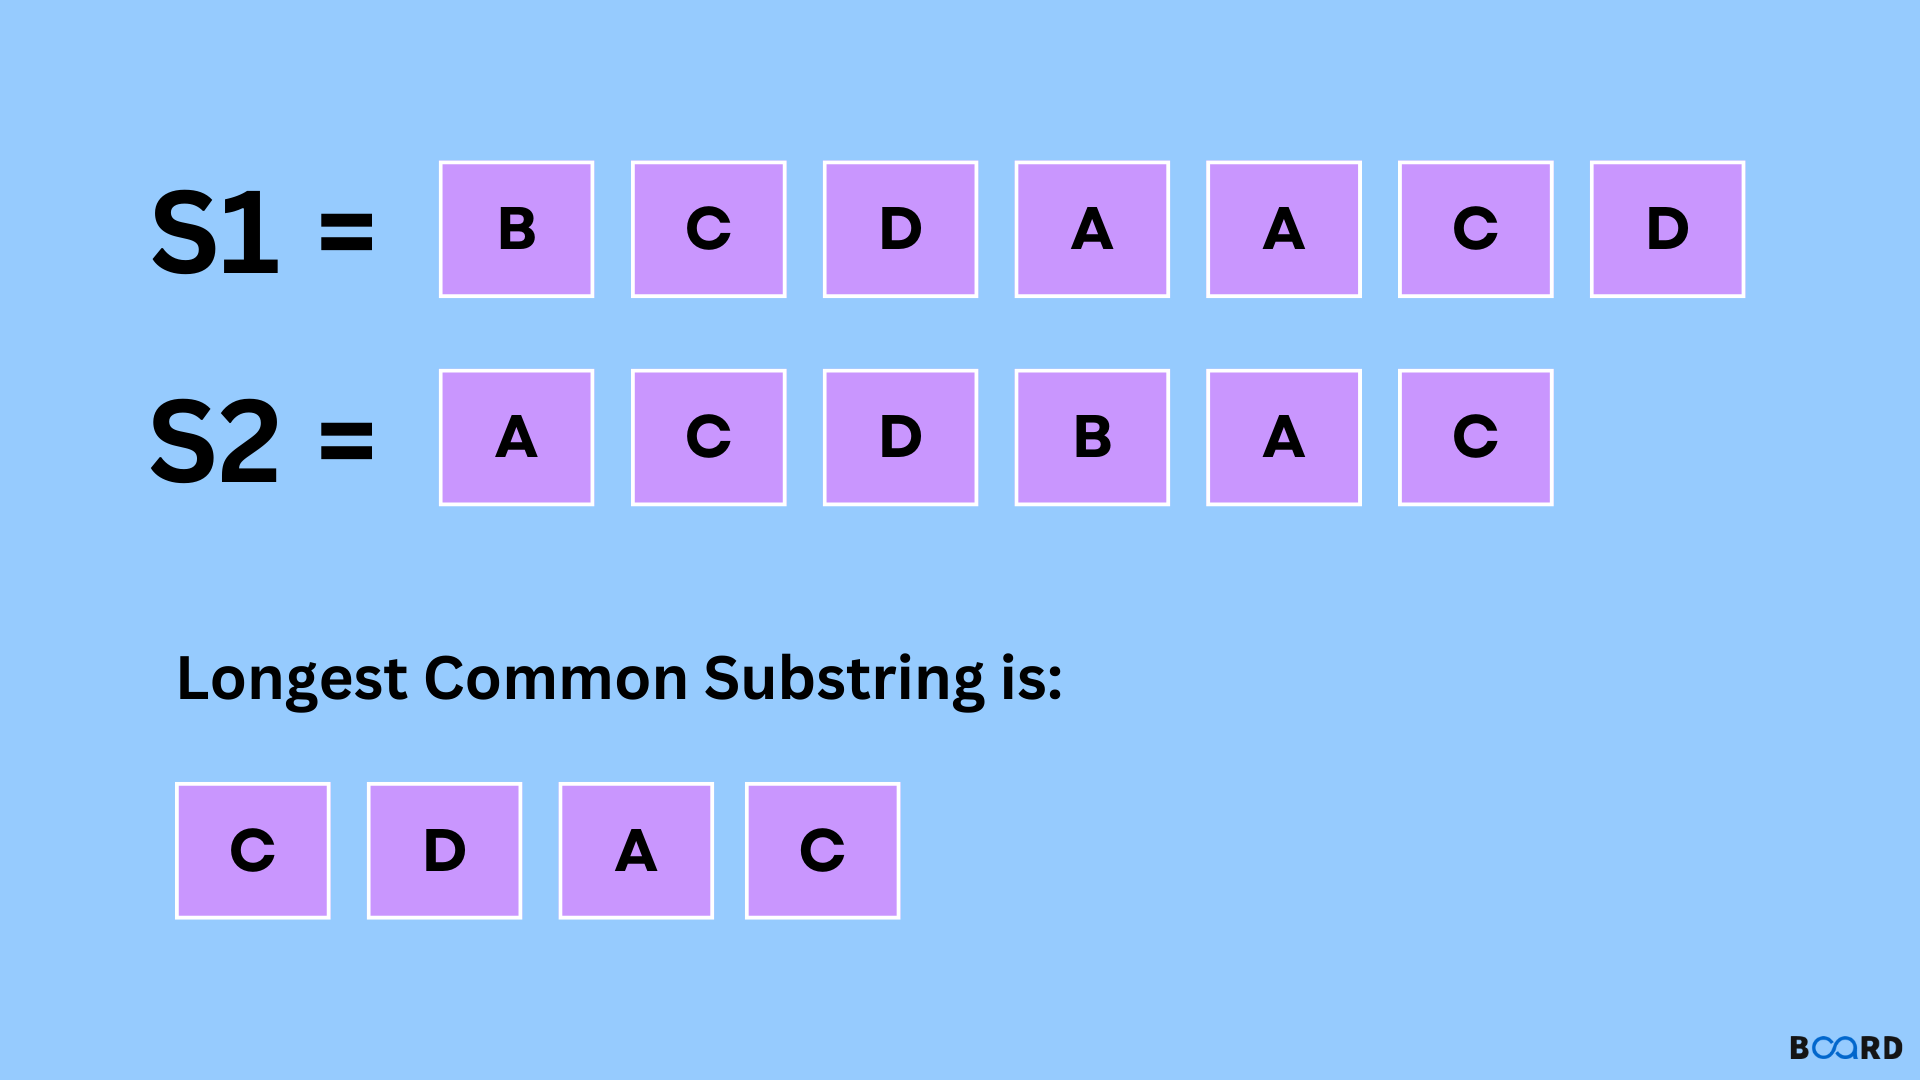 S1 = B C D A A C D
S2 = A C D B A C
Longest Common Substring is:
C D A C
BOARD